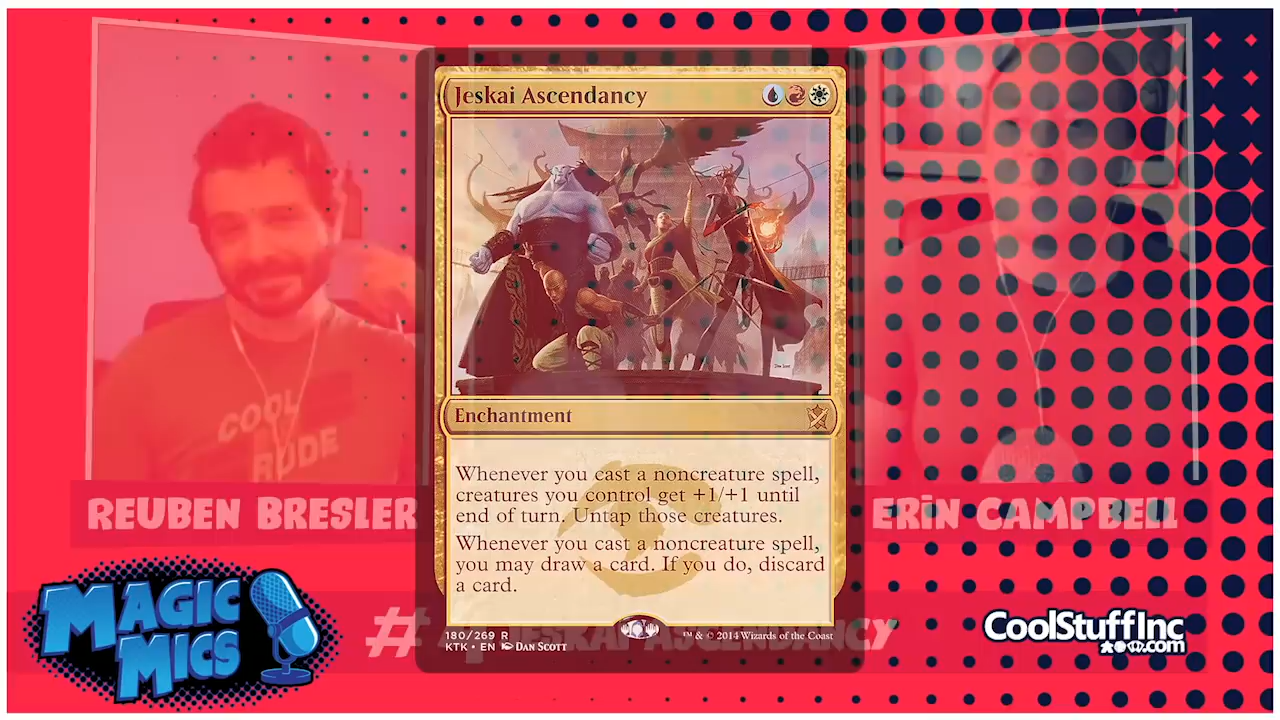 Jeskai Ascendancy
Enchantment
Whenever you cast a noncreature spell,
creatures you control get +1/+1 until
end of turn. Untap those creatures.
Whenever you cast a noncreature spell,
you may draw a card. If you do, discard
a card.
180/269 R
™ & © 2014 Wizards of the Coast
KTK • EN DAN SCOTT
COOL
RUDE
REUBEN BRESLER
ERIN CAMPBELL
MAGIC
MICS
JESKAI ASCENDANCY
CoolStuffInc
.com